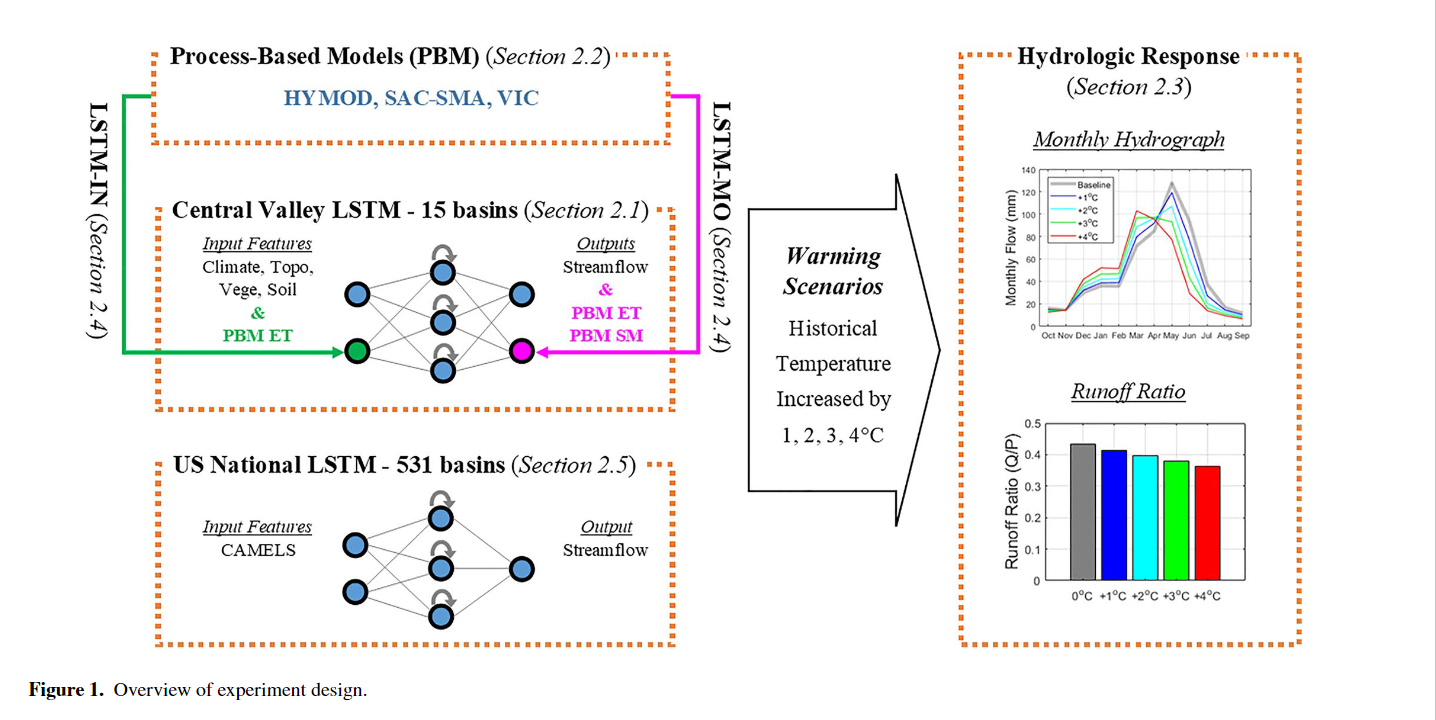 Process-Based Models (PBM) (Section 2.2)
HYMOD, SAC-SMA, VIC
LSTM-IN (Section 2.4)
LSTM-MO (Section 2.4)
Central Valley LSTM - 15 basins (Section 2.1)
Input Features
Climate, Topo,
Vege, Soil
&
PBM ET
Outputs
Streamflow
&
PBM ET
PBM SM
US National LSTM - 531 basins (Section 2.5)
Input Features
CAMELS
Output
Streamflow
Warming
Scenarios
Historical
Temperature
Increased by
1, 2, 3, 4°C
Hydrologic Response
(Section 2.3)
Monthly Hydrograph
Monthly Flow (mm)
140
120
100
80
60
40
20
0
Baseline
+1°C
+2°C
+3°C
+4°C
Oct Nov Dec Jan Feb Mar Apr May Jun Jul Aug Sep
Runoff Ratio
Runoff Ratio (Q/P)
0.5
0.4
0.3
0.2
0.1
0
0°C +1°C +2°C +3°C +4°C
Figure 1. Overview of experiment design.